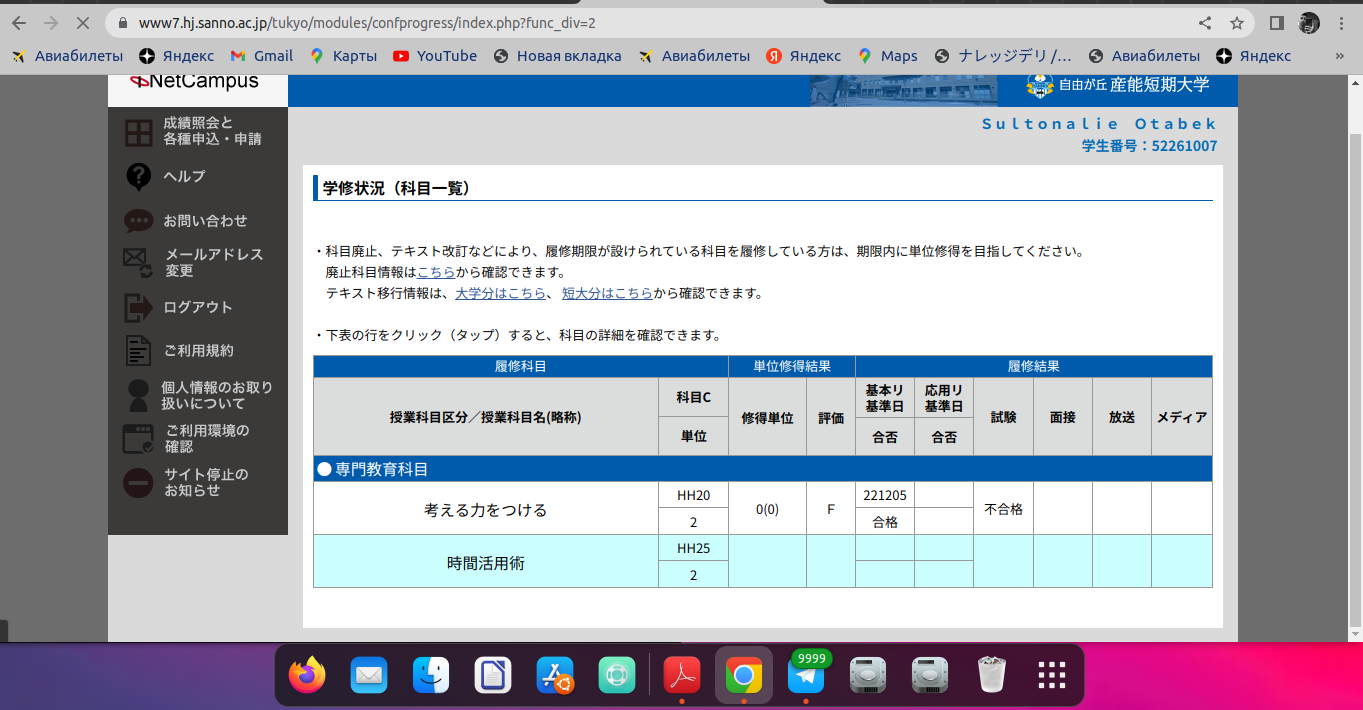 www7.hj.sanno.ac.jp/tukyo/modules/confprogress/index.php?func_div=2
Авиабилеты Яндекс Gmail Карты YouTube Новая вкладка Авиабилеты Яндекс Maps ナレッジデリ /… Авиабилеты Яндекс »
NetCampus
自由が丘 産能短期大学
成績照会と
各種申込・申請
ヘルプ
お問い合わせ
メールアドレス
変更
ログアウト
ご利用規約
個人情報のお取り
扱いについて
ご利用環境の
確認
サイト停止の
お知らせ
Ｓｕｌｔｏｎａｌｉｅ Ｏｔａｂｅｋ
学生番号：52261007
学修状況（科目一覧）
・科目廃止、テキスト改訂などにより、履修期限が設けられている科目を履修している方は、期限内に単位修得を目指してください。
廃止科目情報はこちらから確認できます。
テキスト移行情報は、大学分はこちら、 短大分はこちらから確認できます。
・下表の行をクリック（タップ）すると、科目の詳細を確認できます。
履修科目 単位修得結果 履修結果
授業科目区分／授業科目名(略称) 科目C 単位 修得単位 評価 基本リ基準日 合否 応用リ基準日 合否 試験 面接 放送 メディア
●専門教育科目
考える力をつける HH20 2 0(0) F 221205 合格 不合格
時間活用術 HH25 2
9999